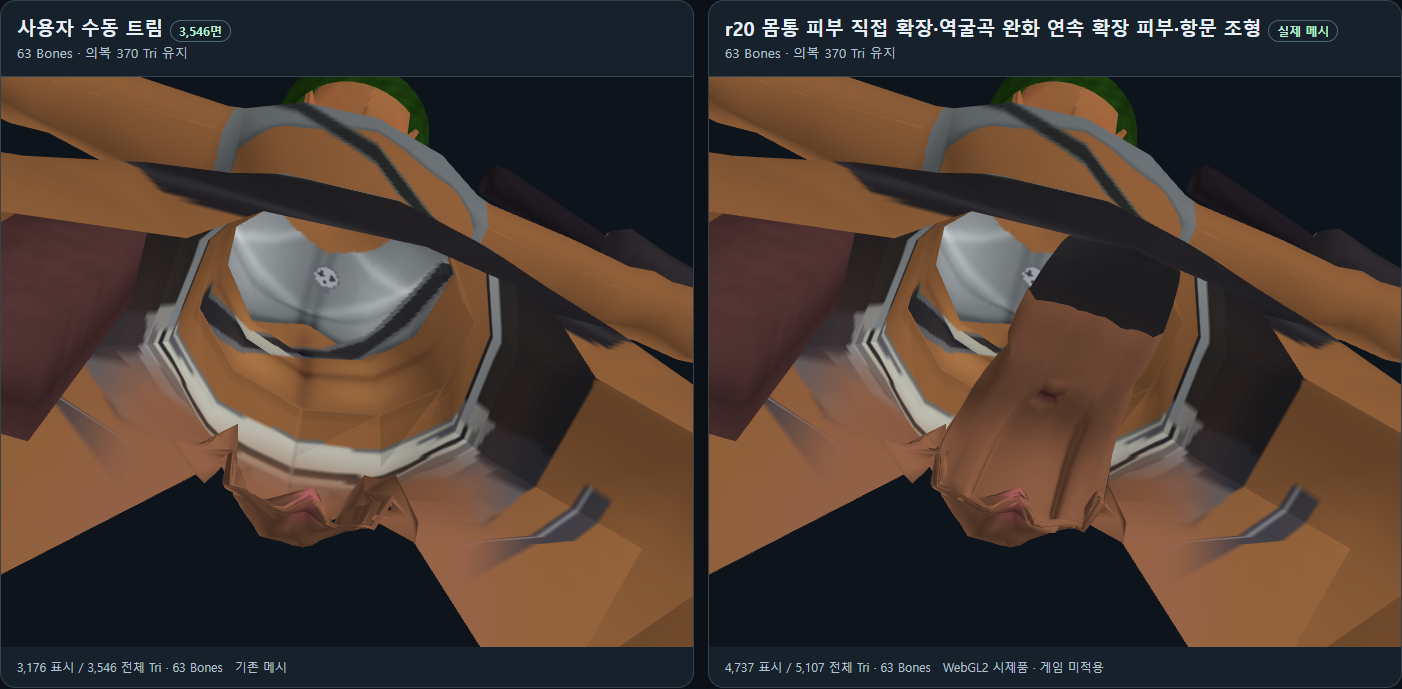 사용자 수동 트림 3,546면
63 Bones · 의복 370 Tri 유지
3,176 표시 / 3,546 전체 Tri · 63 Bones 기존 메시
r20 몸통 피부 직접 확장·역굴곡 완화 연속 확장 피부·항문 조형 실제 메시
63 Bones · 의복 370 Tri 유지
4,737 표시 / 5,107 전체 Tri · 63 Bones WebGL2 시제품 · 게임 미적용